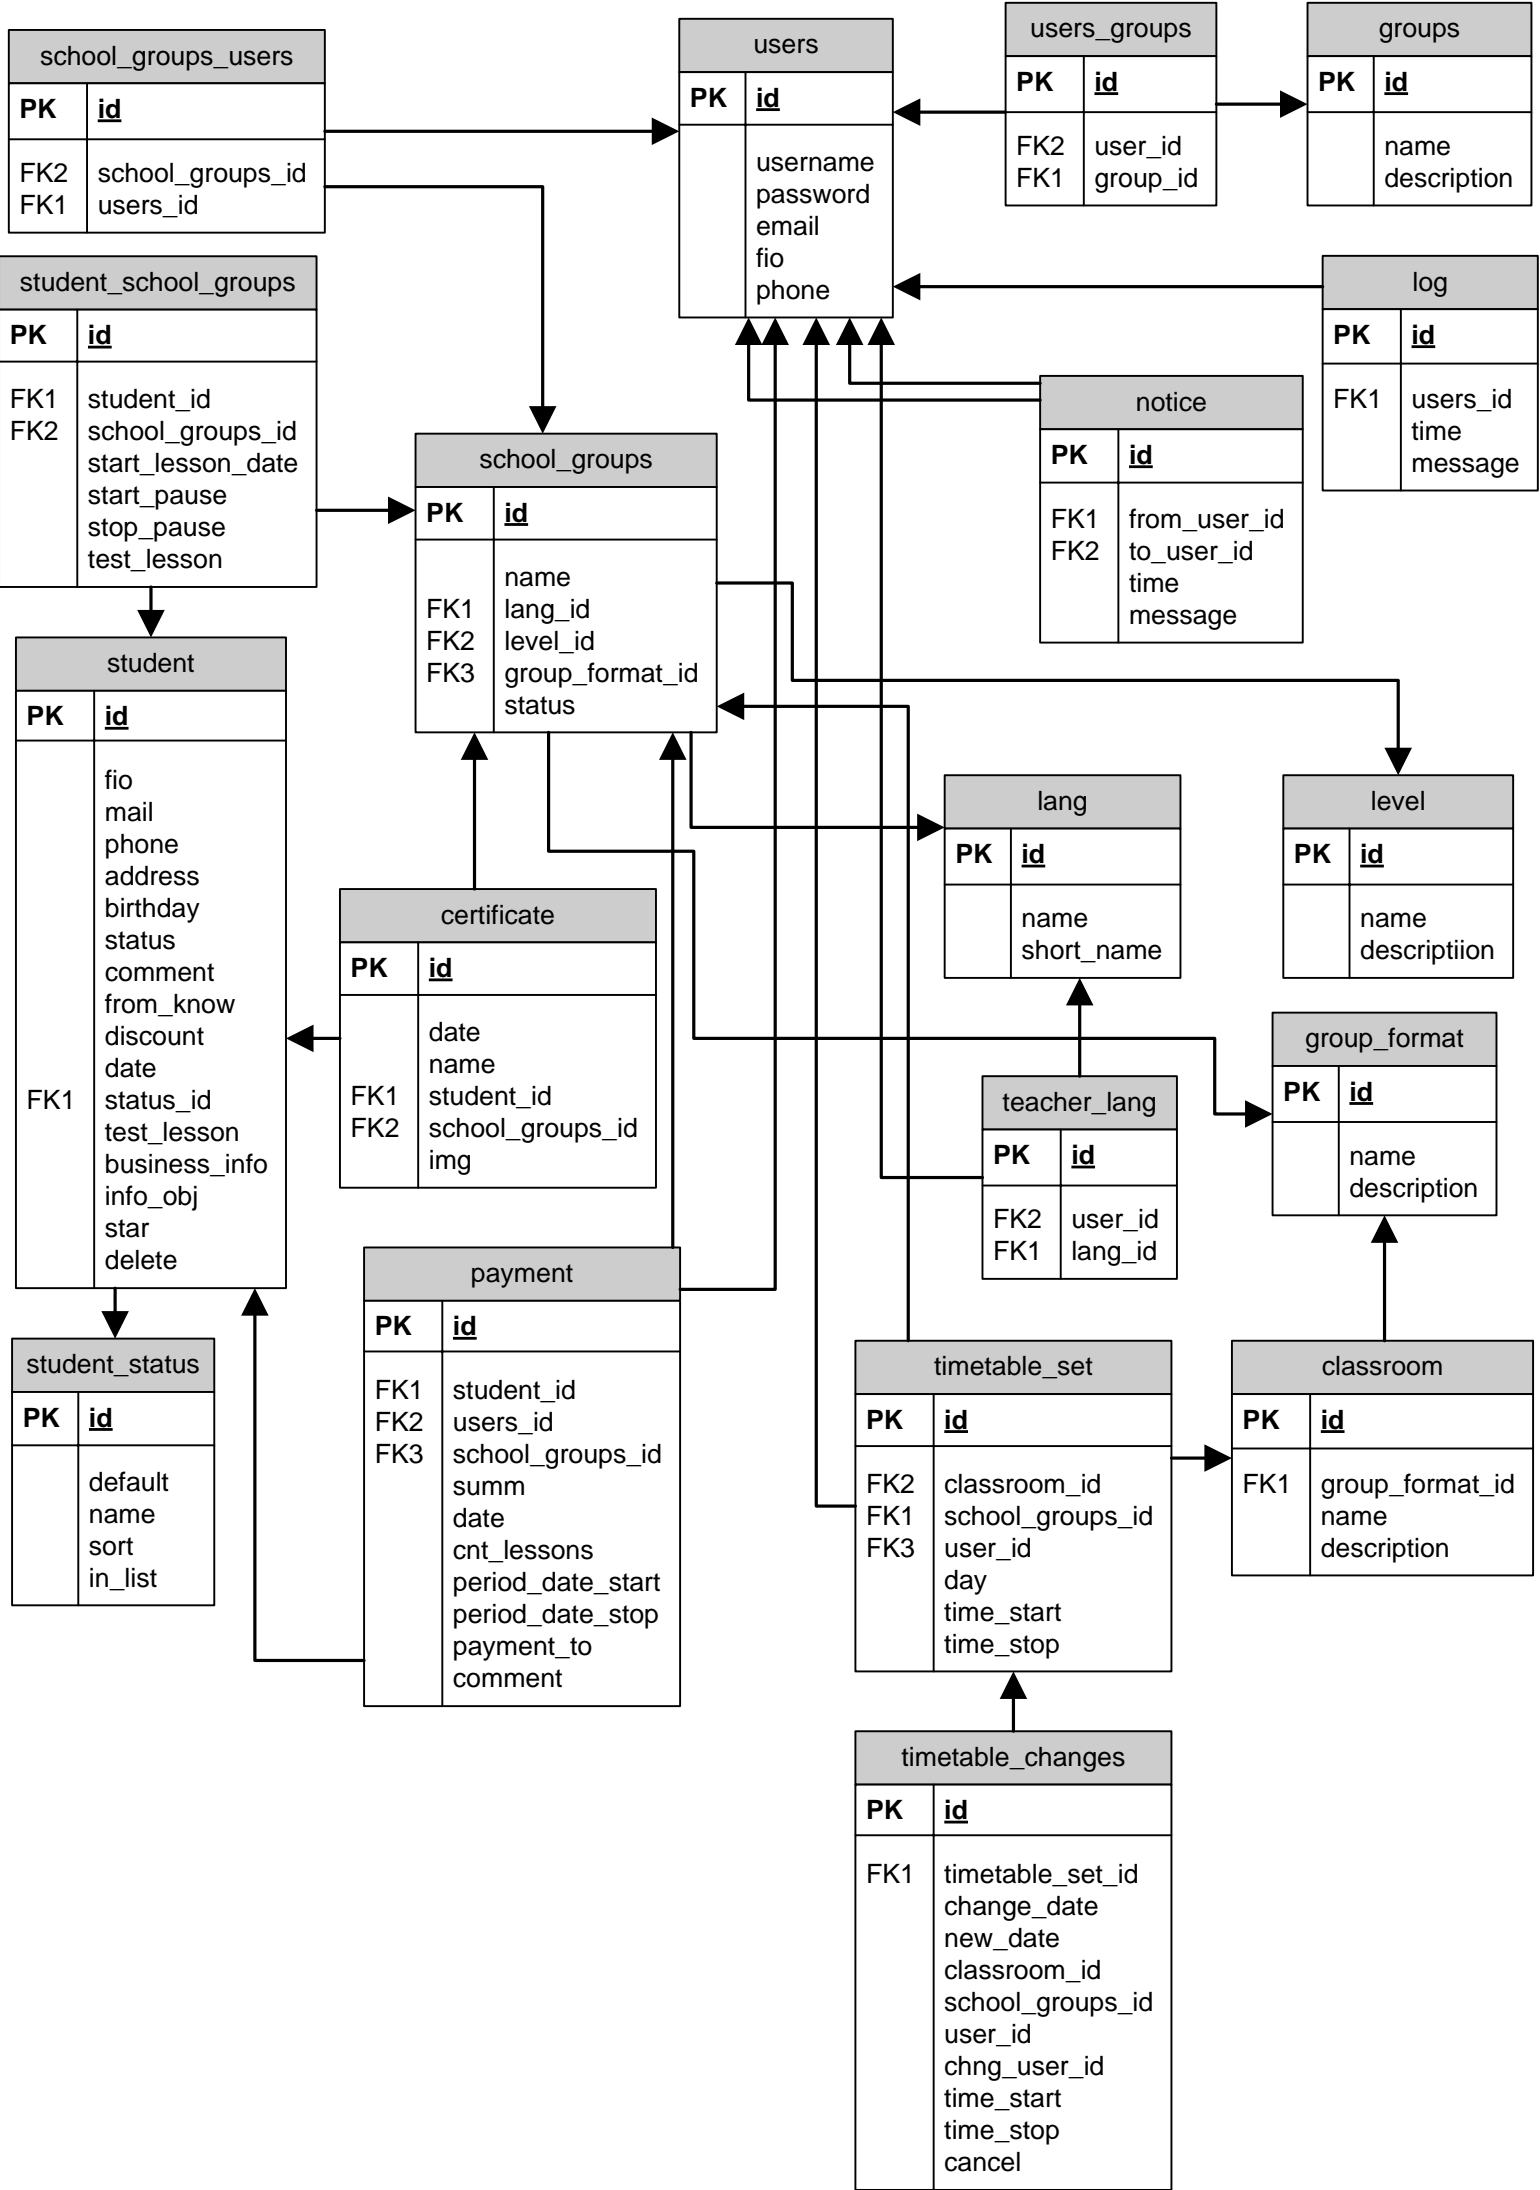 school_groups_users
PK id
FK2 school_groups_id
FK1 users_id
users
PK id
username
password
email
fio
phone
users_groups
PK id
FK2 user_id
FK1 group_id
groups
PK id
name
description
student_school_groups
PK id
FK1 student_id
FK2 school_groups_id
start_lesson_date
start_pause
stop_pause
test_lesson
log
PK id
FK1 users_id
time
message
notice
PK id
FK1 from_user_id
FK2 to_user_id
time
message
school_groups
PK id
name
FK1 lang_id
FK2 level_id
FK3 group_format_id
status
student
PK id
fio
mail
phone
address
birthday
status
comment
from_know
discount
date
FK1 status_id
test_lesson
business_info
info_obj
star
delete
lang
PK id
name
short_name
level
PK id
name
descriptiion
certificate
PK id
date
name
FK1 student_id
FK2 school_groups_id
img
group_format
PK id
name
description
teacher_lang
PK id
FK2 user_id
FK1 lang_id
payment
PK id
FK1 student_id
FK2 users_id
FK3 school_groups_id
summ
date
cnt_lessons
period_date_start
period_date_stop
payment_to
comment
student_status
PK id
default
name
sort
in_list
timetable_set
PK id
FK2 classroom_id
FK1 school_groups_id
FK3 user_id
day
time_start
time_stop
classroom
PK id
FK1 group_format_id
name
description
timetable_changes
PK id
FK1 timetable_set_id
change_date
new_date
classroom_id
school_groups_id
user_id
chng_user_id
time_start
time_stop
cancel